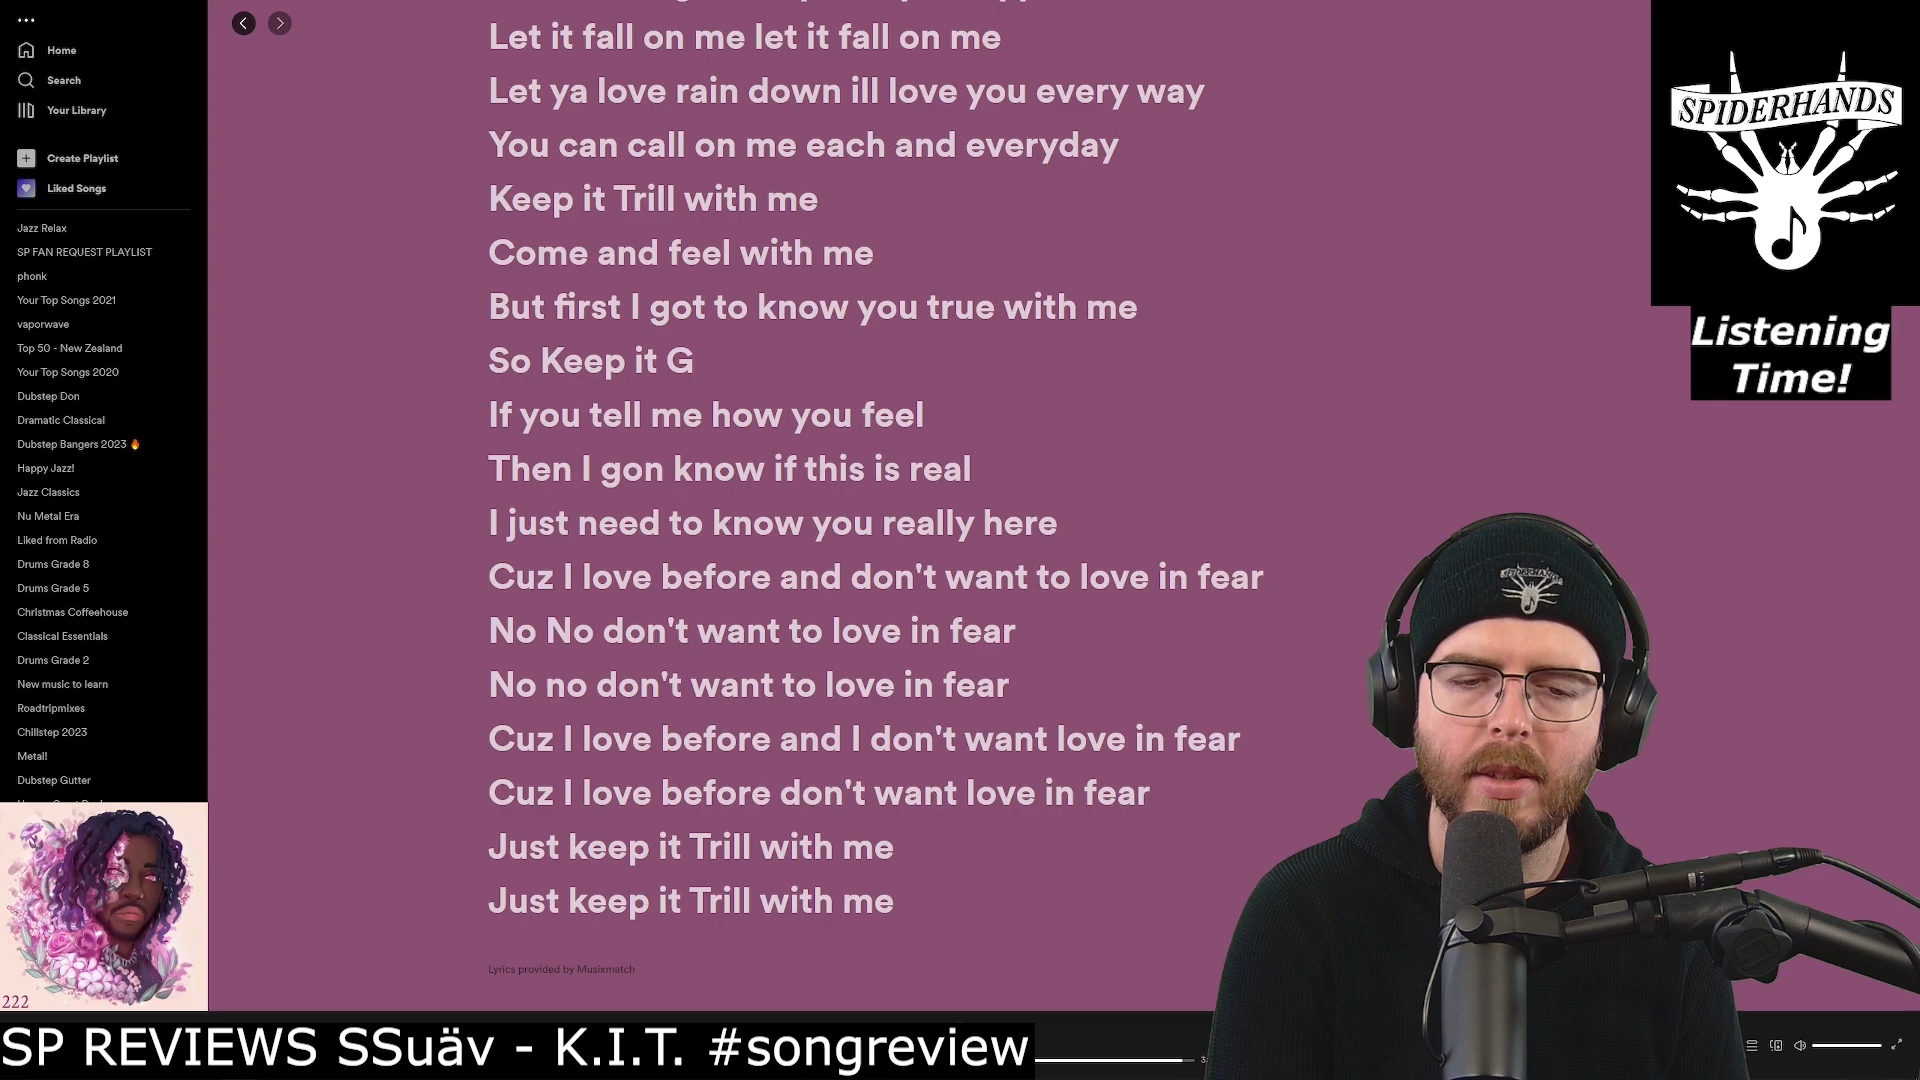 Home
Search
Your Library
Create Playlist
Liked Songs
Jazz Relax
SP FAN REQUEST PLAYLIST
phonk
Your Top Songs 2021
vaporwave
Top 50 - New Zealand
Your Top Songs 2020
Dubstep Don
Dramatic Classical
Dubstep Bangers 2023 🔥
Happy Jazz!
Jazz Classics
Nu Metal Era
Liked from Radio
Drums Grade 8
Drums Grade 5
Christmas Coffeehouse
Classical Essentials
Drums Grade 2
New music to learn
Roadtripmixes
Chillstep 2023
Metal!
Dubstep Gutter
222
Let it fall on me let it fall on me
Let ya love rain down ill love you every way
You can call on me each and everyday
Keep it Trill with me
Come and feel with me
But first I got to know you true with me
So Keep it G
If you tell me how you feel
Then I gon know if this is real
I just need to know you really here
Cuz I love before and don't want to love in fear
No No don't want to love in fear
No no don't want to love in fear
Cuz I love before and I don't want love in fear
Cuz I love before don't want love in fear
Just keep it Trill with me
Just keep it Trill with me
Lyrics provided by Musixmatch
SPIDERHANDS
Listening
Time!
SPIDERHANDS
SP REVIEWS SSuäv - K.I.T. #songreview